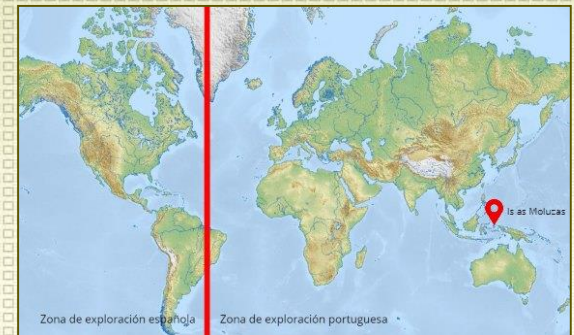 Is as Molucas
Zona de exploración española
Zona de exploración portuguesa